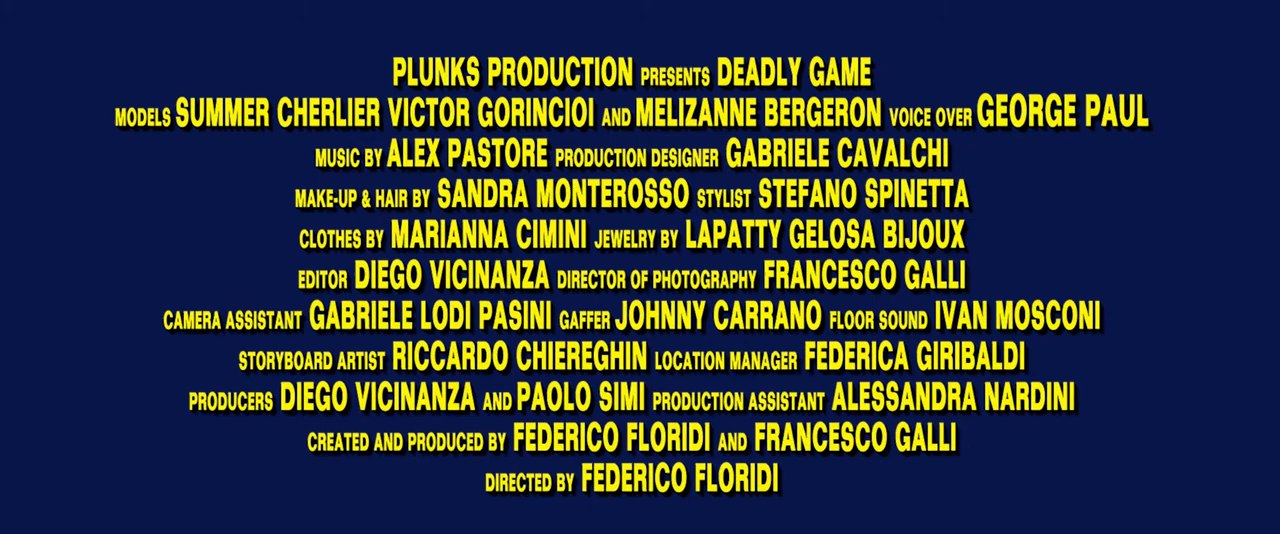 PLUNKS PRODUCTION PRESENTS DEADLY GAME
MODELS SUMMER CHERLIER VICTOR GORINCIOI AND MELIZANNE BERGERON VOICE OVER GEORGE PAUL
MUSIC BY ALEX PASTORE PRODUCTION DESIGNER GABRIELE CAVALCHI
MAKE-UP & HAIR BY SANDRA MONTEROSSO STYLIST STEFANO SPINETTA
CLOTHES BY MARIANNA CIMINI JEWELRY BY LAPATTY GELOSA BIJOUX
EDITOR DIEGO VICINANZA DIRECTOR OF PHOTOGRAPHY FRANCESCO GALLI
CAMERA ASSISTANT GABRIELE LODI PASINI GAFFER JOHNNY CARRANO FLOOR SOUND IVAN MOSCONI
STORYBOARD ARTIST RICCARDO CHIEREGHIN LOCATION MANAGER FEDERICA GIRIBALDI
PRODUCERS DIEGO VICINANZA AND PAOLO SIMI PRODUCTION ASSISTANT ALESSANDRA NARDINI
CREATED AND PRODUCED BY FEDERICO FLORIDI AND FRANCESCO GALLI
DIRECTED BY FEDERICO FLORIDI